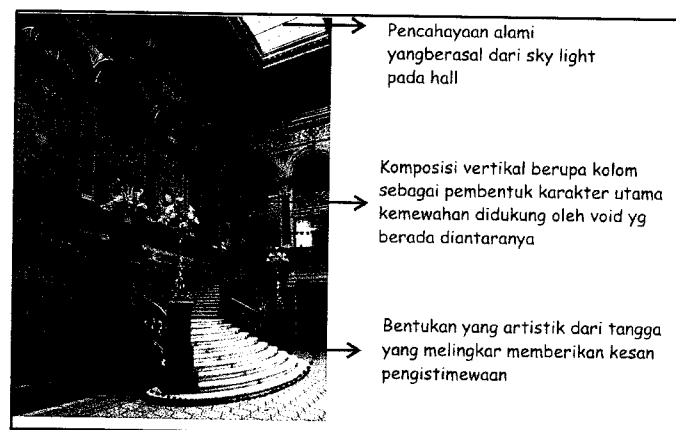 Pencahayaan alami
yangberasal dari sky light
pada hall
Komposisi vertikal berupa kolom
sebagai pembentuk karakter utama
kemewahan didukung oleh void yg
berada diantaranya
Bentukan yang artistik dari tangga
yang melingkar memberikan kesan
pengistimewaan